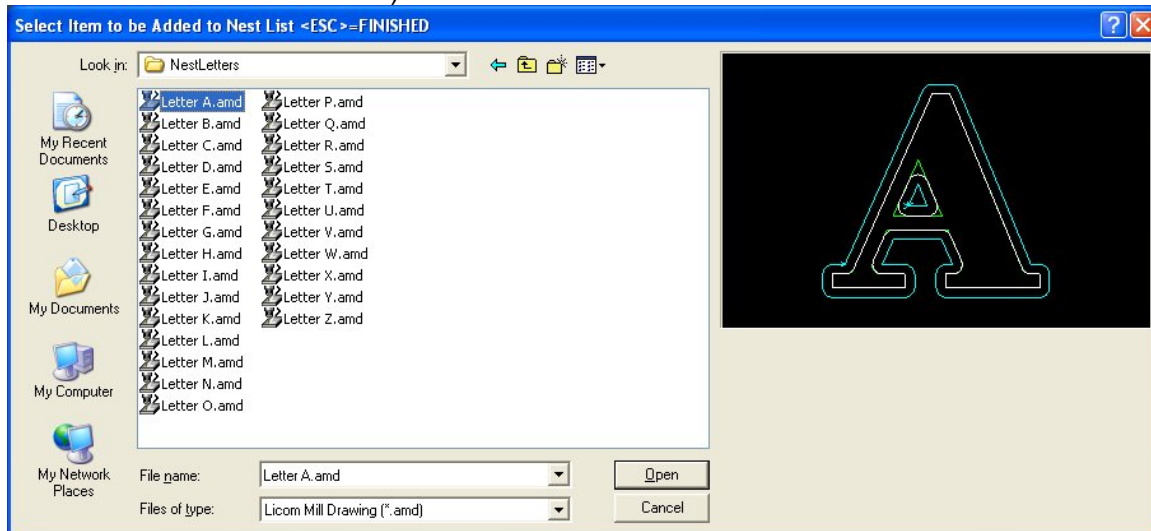 )
Select Item to be Added to Nest List <ESC>=FINISHED
Look in: NestLetters
My Recent Documents
Desktop
My Documents
My Computer
My Network Places
Letter A.amd
Letter B.amd
Letter C.amd
Letter D.amd
Letter E.amd
Letter F.amd
Letter G.amd
Letter H.amd
Letter I.amd
Letter J.amd
Letter K.amd
Letter L.amd
Letter M.amd
Letter N.amd
Letter O.amd
Letter P.amd
Letter Q.amd
Letter R.amd
Letter S.amd
Letter T.amd
Letter U.amd
Letter V.amd
Letter W.amd
Letter X.amd
Letter Y.amd
Letter Z.amd
A
File name: Letter A.amd Open
Files of type: Licom Mill Drawing (*.amd) Cancel